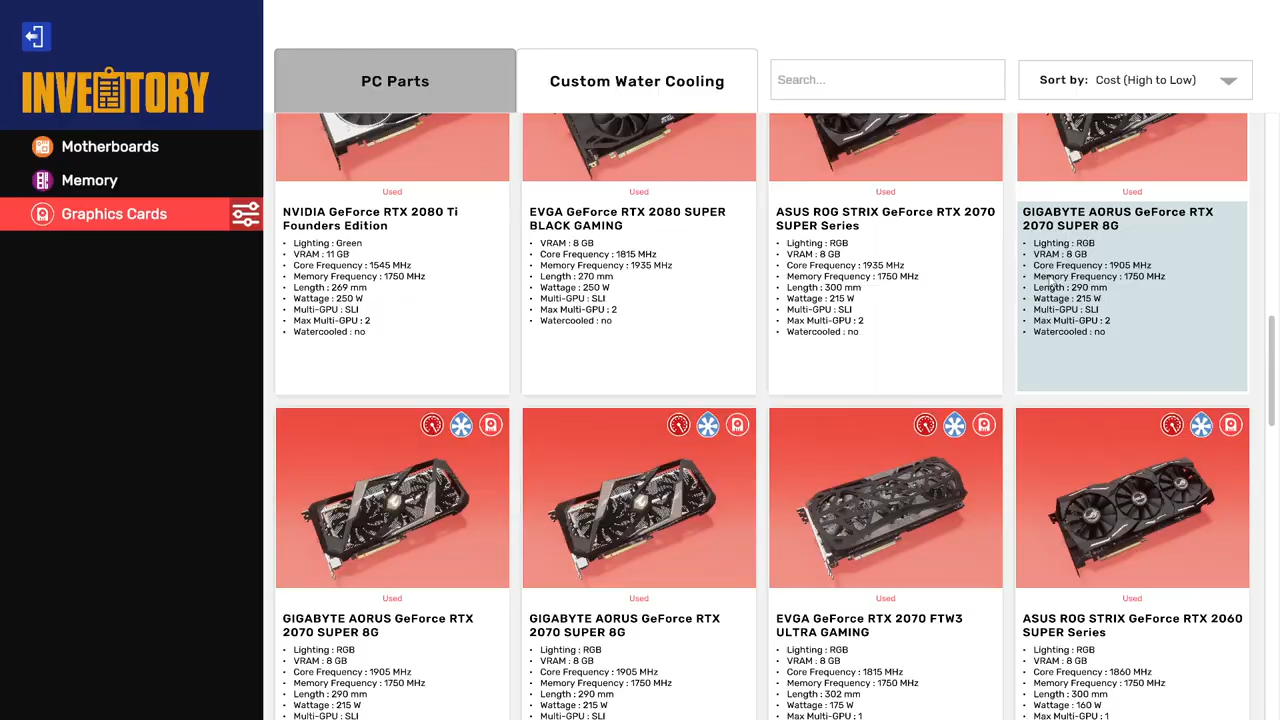 INVENTORY
Motherboards
Memory
Graphics Cards
PC Parts
Custom Water Cooling
Search...
Sort by: Cost (High to Low)
Used
NVIDIA GeForce RTX 2080 Ti
Founders Edition
• Lighting : Green
• VRAM : 11 GB
• Core Frequency : 1545 MHz
• Memory Frequency : 1750 MHz
• Length : 269 mm
• Wattage : 250 W
• Multi-GPU : SLI
• Max Multi-GPU : 2
• Watercooled : no
Used
EVGA GeForce RTX 2080 SUPER
BLACK GAMING
• VRAM : 8 GB
• Core Frequency : 1815 MHz
• Memory Frequency : 1935 MHz
• Length : 270 mm
• Wattage : 250 W
• Multi-GPU : SLI
• Max Multi-GPU : 2
• Watercooled : no
Used
ASUS ROG STRIX GeForce RTX 2070
SUPER Series
• Lighting : RGB
• VRAM : 8 GB
• Core Frequency : 1935 MHz
• Memory Frequency : 1750 MHz
• Length : 300 mm
• Wattage : 215 W
• Multi-GPU : SLI
• Max Multi-GPU : 2
• Watercooled : no
Used
GIGABYTE AORUS GeForce RTX
2070 SUPER 8G
• Lighting : RGB
• VRAM : 8 GB
• Core Frequency : 1905 MHz
• Memory Frequency : 1750 MHz
• Length : 290 mm
• Wattage : 215 W
• Multi-GPU : SLI
• Max Multi-GPU : 2
• Watercooled : no
Used
GIGABYTE AORUS GeForce RTX
2070 SUPER 8G
• Lighting : RGB
• VRAM : 8 GB
• Core Frequency : 1905 MHz
• Memory Frequency : 1750 MHz
• Length : 290 mm
• Wattage : 215 W
• Multi-GPU : SLI
Used
GIGABYTE AORUS GeForce RTX
2070 SUPER 8G
• Lighting : RGB
• VRAM : 8 GB
• Core Frequency : 1905 MHz
• Memory Frequency : 1750 MHz
• Length : 290 mm
• Wattage : 215 W
• Multi-GPU : SLI
Used
EVGA GeForce RTX 2070 FTW3
ULTRA GAMING
• Lighting : RGB
• VRAM : 8 GB
• Core Frequency : 1815 MHz
• Memory Frequency : 1750 MHz
• Length : 302 mm
• Wattage : 175 W
• Max Multi-GPU : 1
Used
ASUS ROG STRIX GeForce RTX 2060
SUPER Series
• Lighting : RGB
• VRAM : 8 GB
• Core Frequency : 1860 MHz
• Memory Frequency : 1750 MHz
• Length : 300 mm
• Wattage : 160 W
• Max Multi-GPU : 1